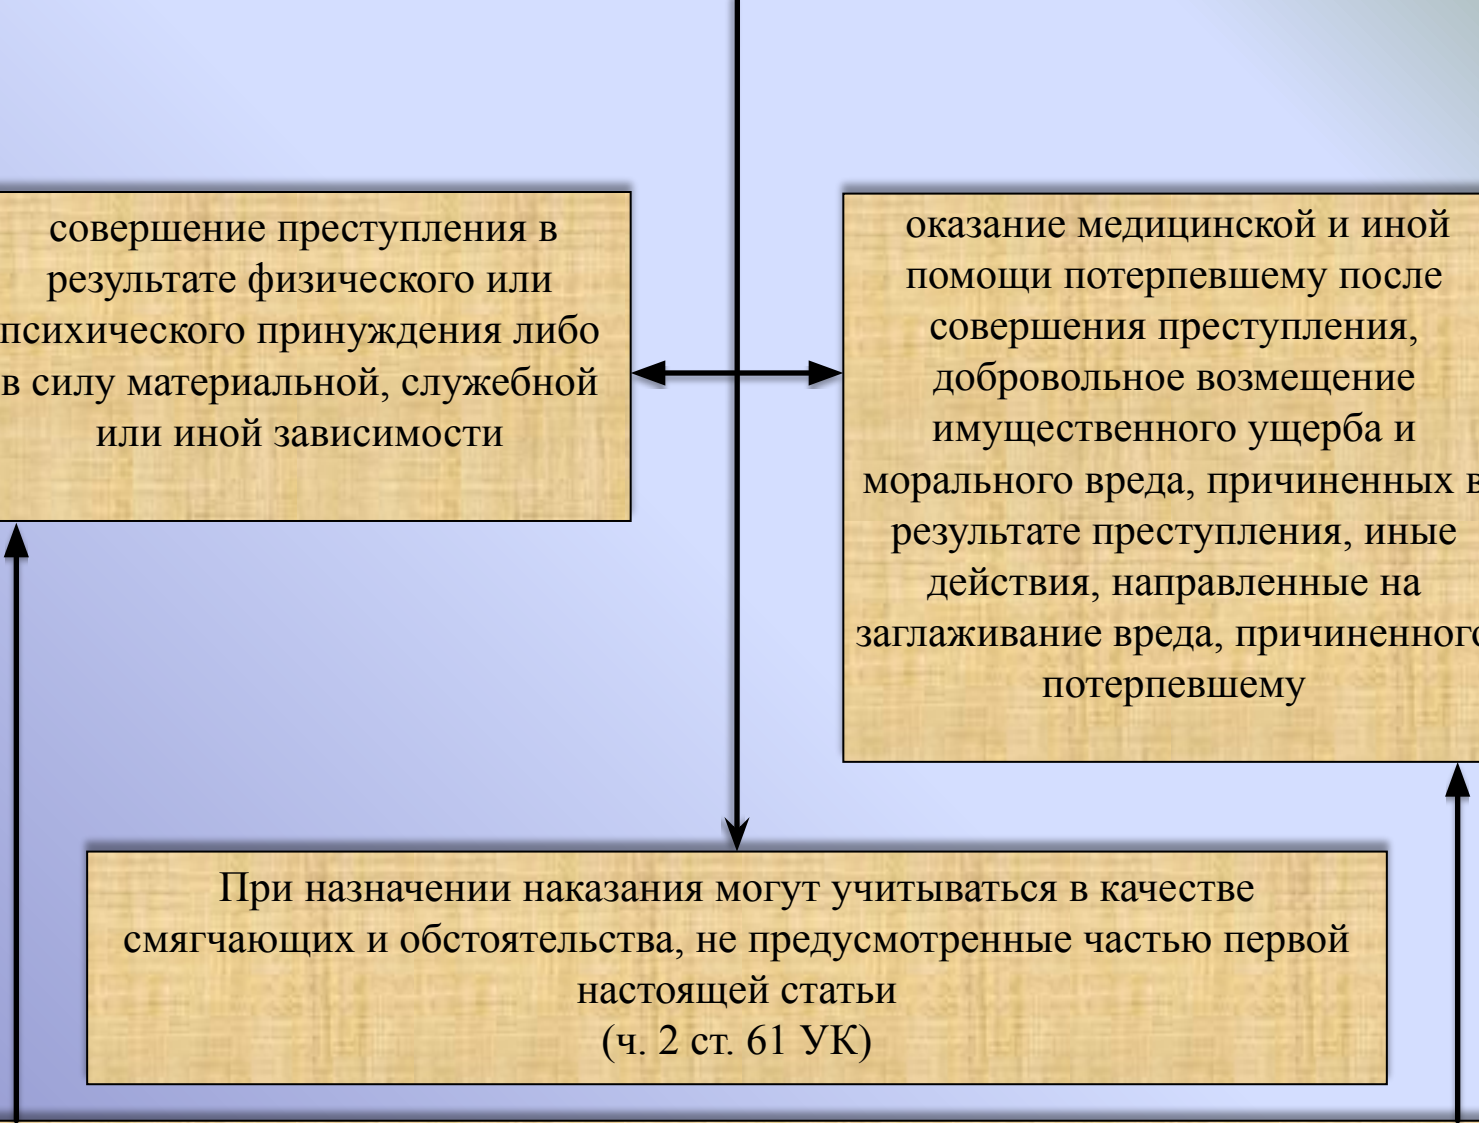 совершение преступления в
результате физического или
психического принуждения либо
в силу материальной, служебной
или иной зависимости
оказание медицинской и иной
помощи потерпевшему после
совершения преступления,
добровольное возмещение
имущественного ущерба и
морального вреда, причиненных в
результате преступления, иные
действия, направленные на
заглаживание вреда, причиненного
потерпевшему
При назначении наказания могут учитываться в качестве
смягчающих и обстоятельства, не предусмотренные частью первой
настоящей статьи
(ч. 2 ст. 61 УК)